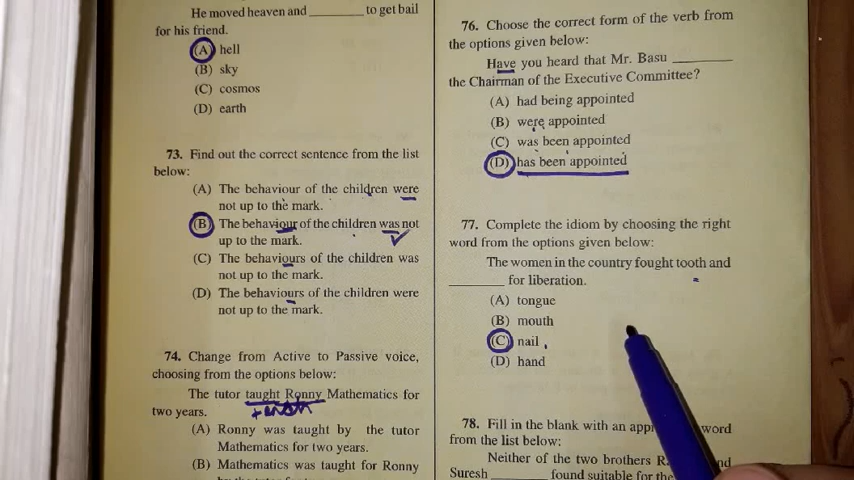 He moved heaven and ________ to get bail
for his friend.
(A) hell
(B) sky
(C) cosmos
(D) earth
73. Find out the correct sentence from the list
below:
(A) The behaviour of the children were
not up to the mark.
(B) The behaviour of the children was not
up to the mark.
(C) The behaviours of the children was
not up to the mark.
(D) The behaviours of the children were
not up to the mark.
74. Change from Active to Passive voice,
choosing from the options below:
The tutor taught Ronny Mathematics for
two years.
(A) Ronny was taught by the tutor
Mathematics for two years.
(B) Mathematics was taught for Ronny
76. Choose the correct form of the verb from
the options given below:
Have you heard that Mr. Basu ________
the Chairman of the Executive Committee?
(A) had being appointed
(B) were appointed
(C) was been appointed
(D) has been appointed
77. Complete the idiom by choosing the right
word from the options given below:
The women in the country fought tooth and
________ for liberation.
(A) tongue
(B) mouth
(C) nail
(D) hand
78. Fill in the blank with an word
from the list below:
Neither of the two brothers
Suresh ________ found suitable for the